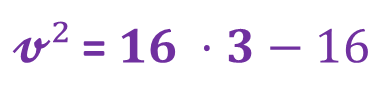 𝓿² = 16 · 3 – 16